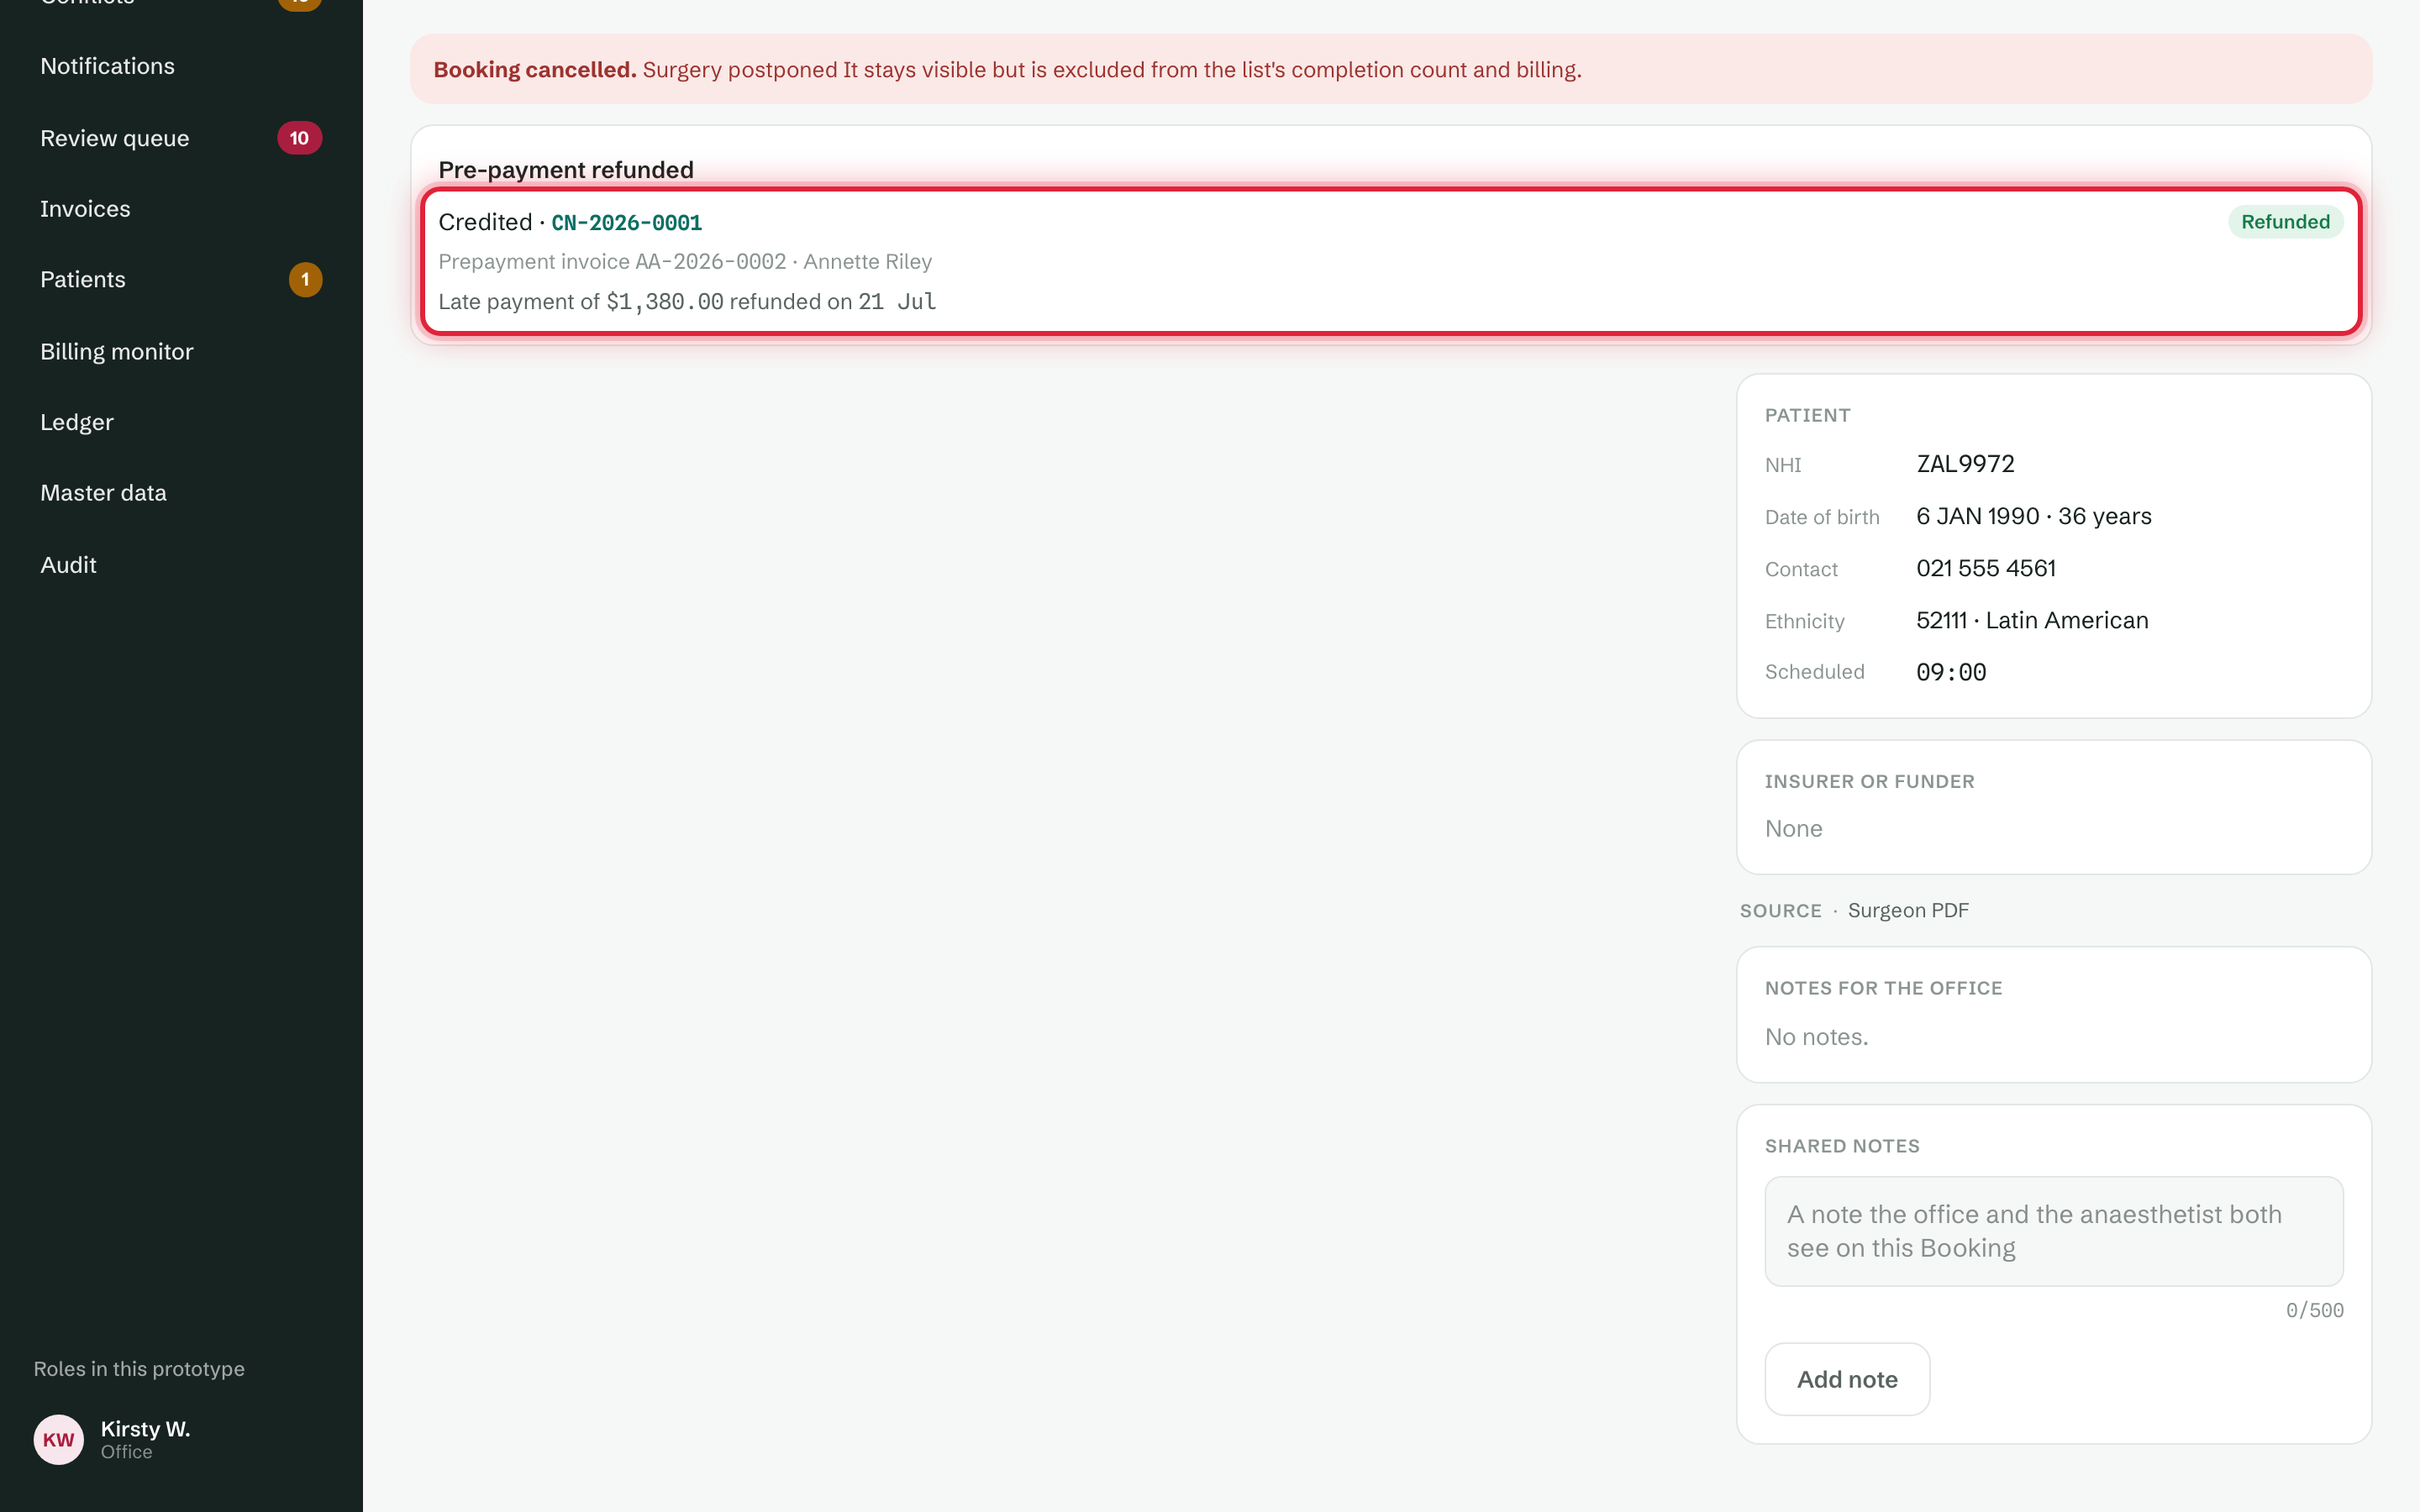 Notifications
Review queue 10
Invoices
Patients 1
Billing monitor
Ledger
Master data
Audit
Roles in this prototype
KW
Kirsty W.
Office
Booking cancelled. Surgery postponed It stays visible but is excluded from the list's completion count and billing.
Pre-payment refunded
Credited · CN-2026-0001
Refunded
Prepayment invoice AA-2026-0002 · Annette Riley
Late payment of $1,380.00 refunded on 21 Jul
PATIENT
NHI ZAL9972
Date of birth 6 JAN 1990 · 36 years
Contact 021 555 4561
Ethnicity 52111 · Latin American
Scheduled 09:00
INSURER OR FUNDER
None
SOURCE · Surgeon PDF
NOTES FOR THE OFFICE
No notes.
SHARED NOTES
A note the office and the anaesthetist both
see on this Booking
0/500
Add note